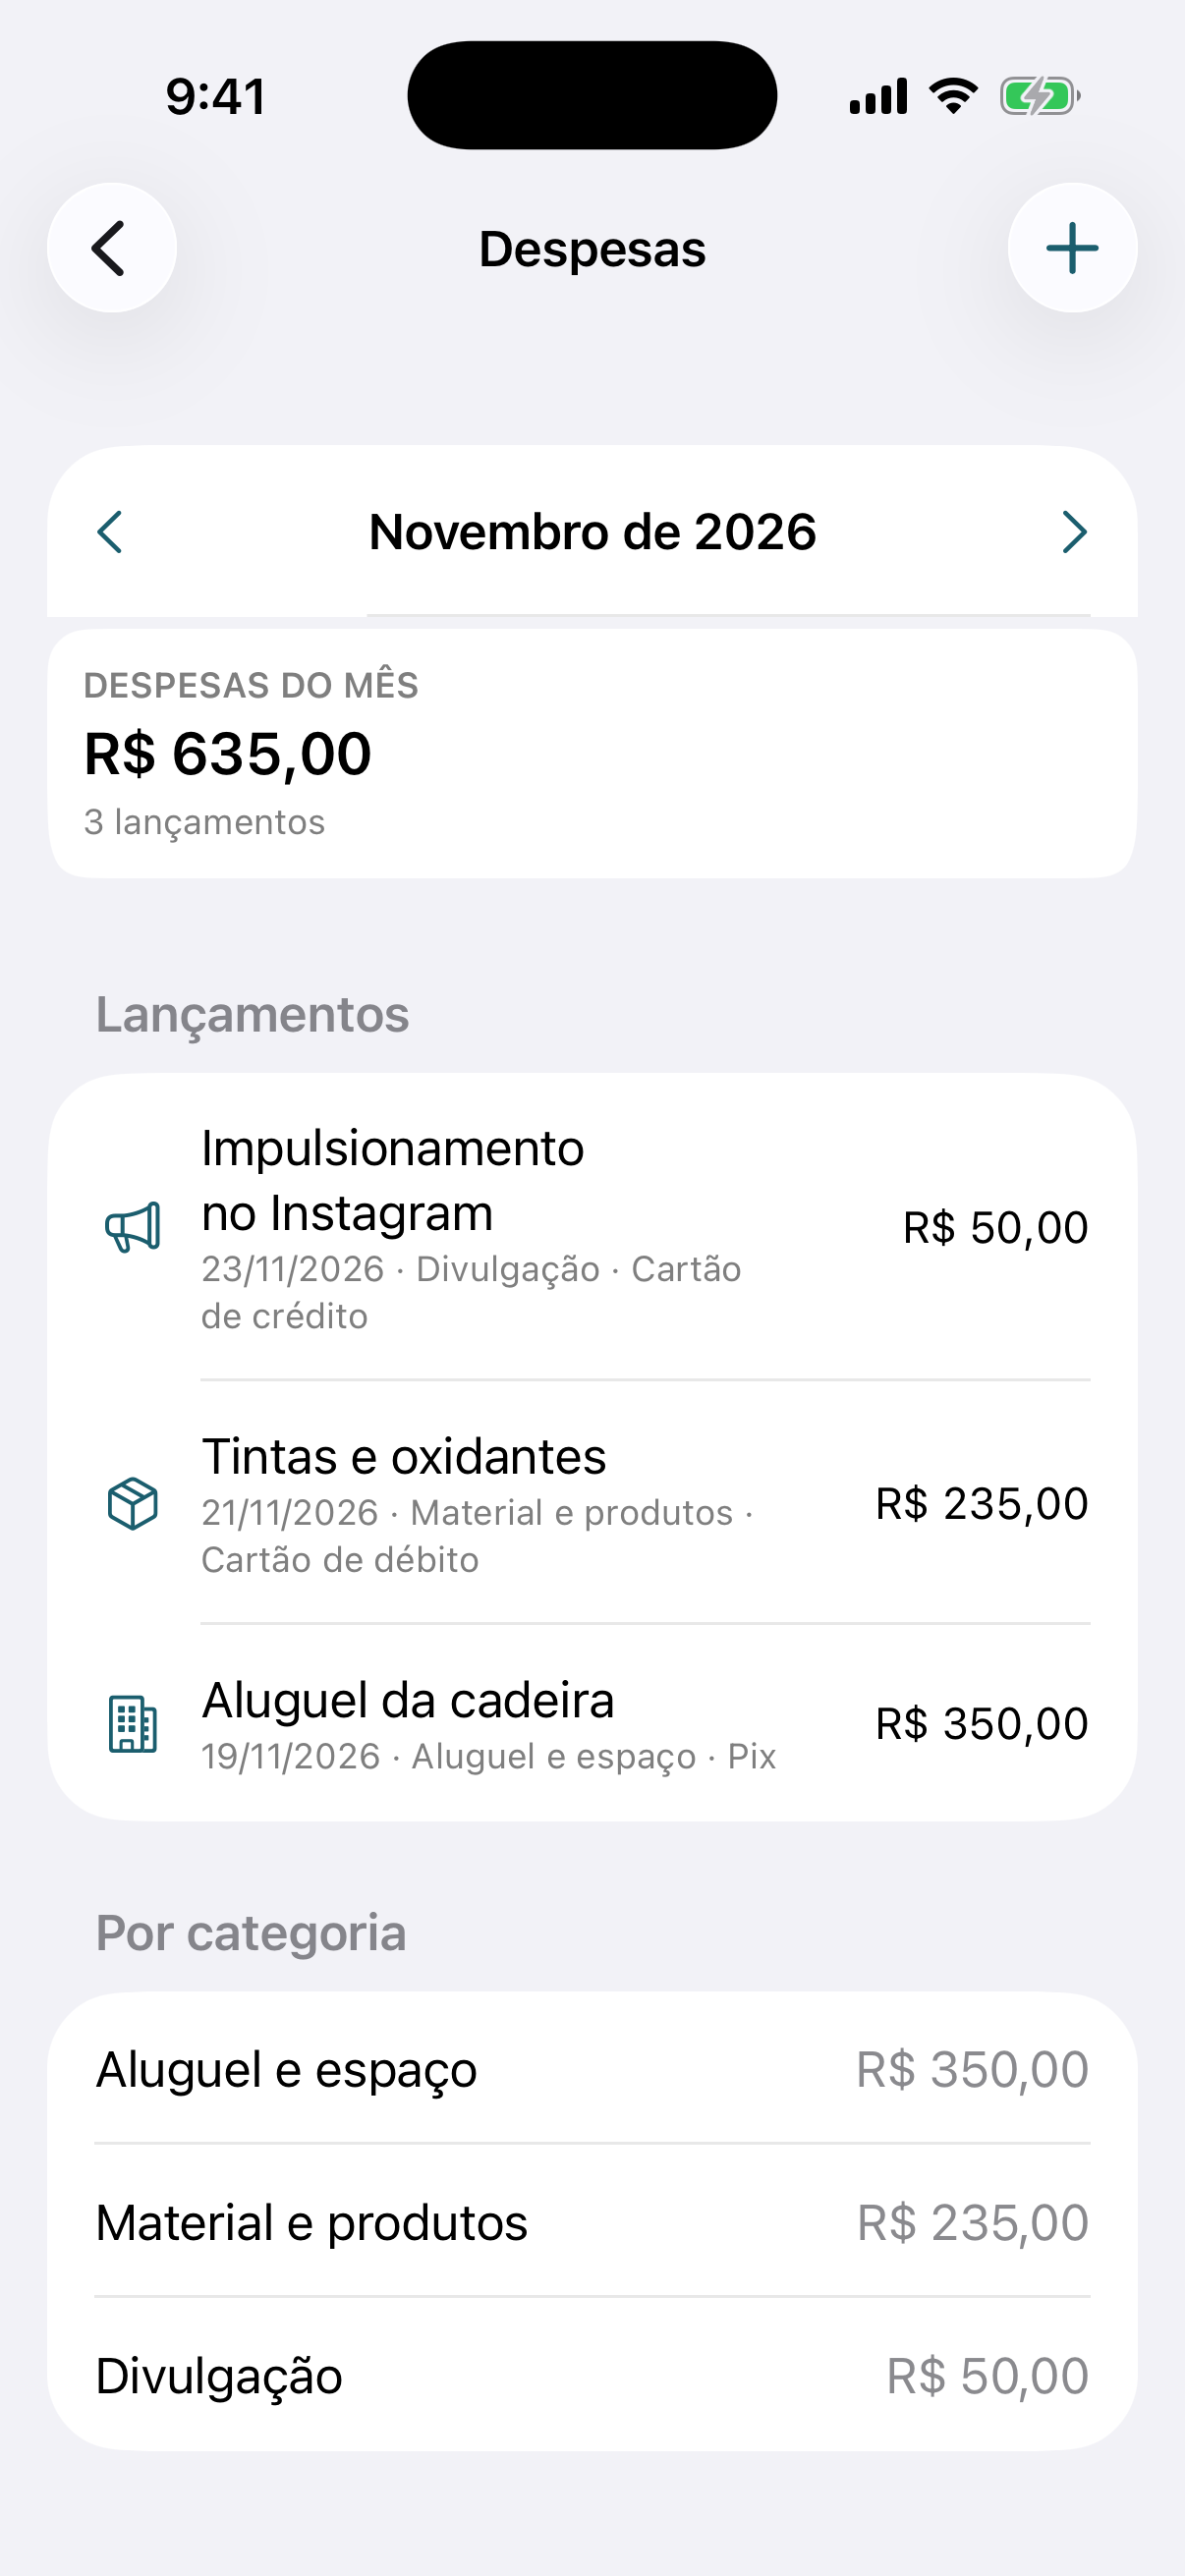 9:41
Despesas
Novembro de 2026
DESPESAS DO MÊS
R$ 635,00
3 lançamentos
Lançamentos
Impulsionamento
no Instagram
R$ 50,00
23/11/2026 · Divulgação · Cartão
de crédito
Tintas e oxidantes
R$ 235,00
21/11/2026 · Material e produtos ·
Cartão de débito
Aluguel da cadeira
R$ 350,00
19/11/2026 · Aluguel e espaço · Pix
Por categoria
Aluguel e espaço R$ 350,00
Material e produtos R$ 235,00
Divulgação R$ 50,00